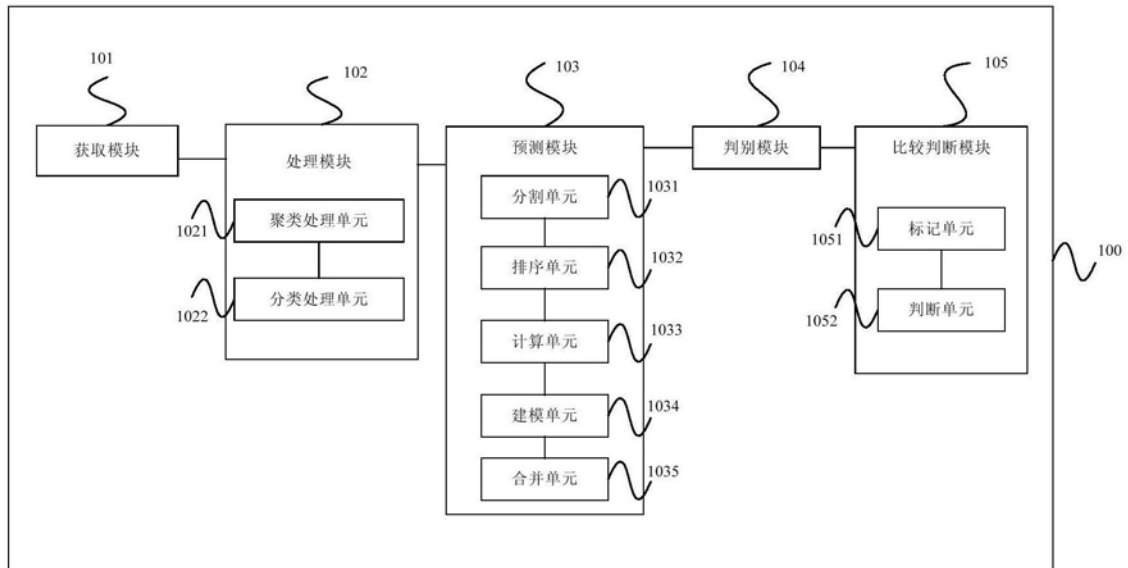 101
102
103
104
105
获取模块
处理模块
预测模块
判别模块
比较判断模块
1021
聚类处理单元
1022
分类处理单元
分割单元
1031
排序单元
1032
计算单元
1033
建模单元
1034
合并单元
1035
1051
标记单元
1052
判断单元
100